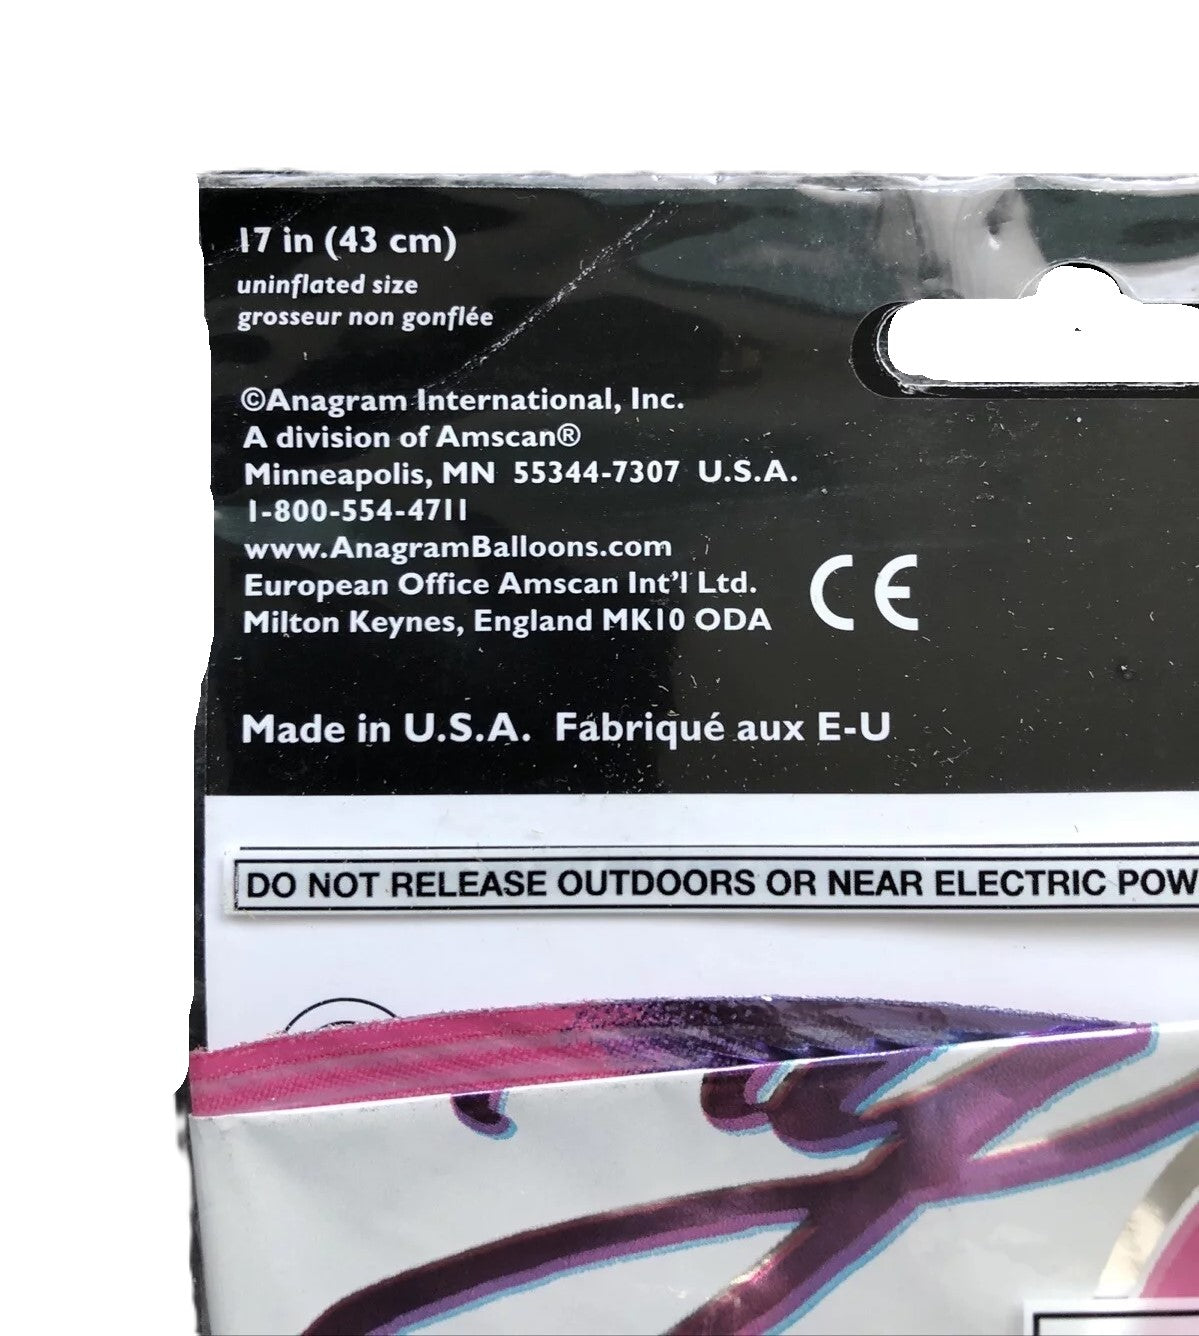 17 in (43 cm)
uninflated size
grosseur non gonflée
©Anagram International, Inc.
A division of Amscan®
Minneapolis, MN 55344-7307 U.S.A.
1-800-554-4711
www.AnagramBalloons.com
European Office Amscan Int'l Ltd.
Milton Keynes, England MK10 ODA
CE
Made in U.S.A. Fabriqué aux E-U
DO NOT RELEASE OUTDOORS OR NEAR ELECTRIC POW